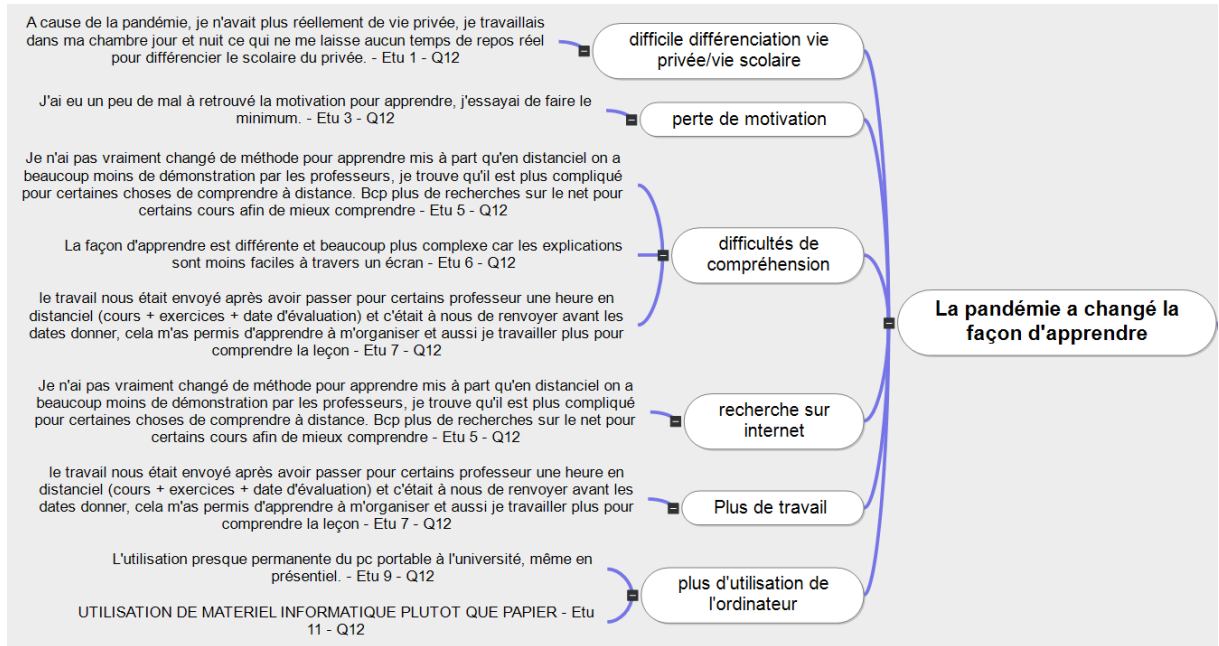 A cause de la pandémie, je n'avait plus réellement de vie privée, je travaillais
dans ma chambre jour et nuit ce qui ne me laisse aucun temps de repos réel
pour différencier le scolaire du privée. - Etu 1 - Q12
difficile différenciation vie
privée/vie scolaire
J'ai eu un peu de mal à retrouvé la motivation pour apprendre, j'essayai de faire le
minimum. - Etu 3 - Q12
perte de motivation
Je n'ai pas vraiment changé de méthode pour apprendre mis à part qu'en distanciel on a
beaucoup moins de démonstration par les professeurs, je trouve qu'il est plus compliqué
pour certaines choses de comprendre à distance. Bcp plus de recherches sur le net pour
certains cours afin de mieux comprendre - Etu 5 - Q12
La façon d'apprendre est différente et beaucoup plus complexe car les explications
sont moins faciles à travers un écran - Etu 6 - Q12
le travail nous était envoyé après avoir passer pour certains professeur une heure en
distanciel (cours + exercices + date d'évaluation) et c'était à nous de renvoyer avant les
dates donner, cela m'as permis d'apprendre à m'organiser et aussi je travailler plus pour
comprendre la leçon - Etu 7 - Q12
difficultés de
compréhension
La pandémie a changé la
façon d'apprendre
Je n'ai pas vraiment changé de méthode pour apprendre mis à part qu'en distanciel on a
beaucoup moins de démonstration par les professeurs, je trouve qu'il est plus compliqué
pour certaines choses de comprendre à distance. Bcp plus de recherches sur le net pour
certains cours afin de mieux comprendre - Etu 5 - Q12
recherche sur
internet
le travail nous était envoyé après avoir passer pour certains professeur une heure en
distanciel (cours + exercices + date d'évaluation) et c'était à nous de renvoyer avant les
dates donner, cela m'as permis d'apprendre à m'organiser et aussi je travailler plus pour
comprendre la leçon - Etu 7 - Q12
Plus de travail
L'utilisation presque permanente du pc portable à l'université, même en
présentiel. - Etu 9 - Q12
UTILISATION DE MATERIEL INFORMATIQUE PLUTOT QUE PAPIER - Etu
11 - Q12
plus d'utilisation de
l'ordinateur